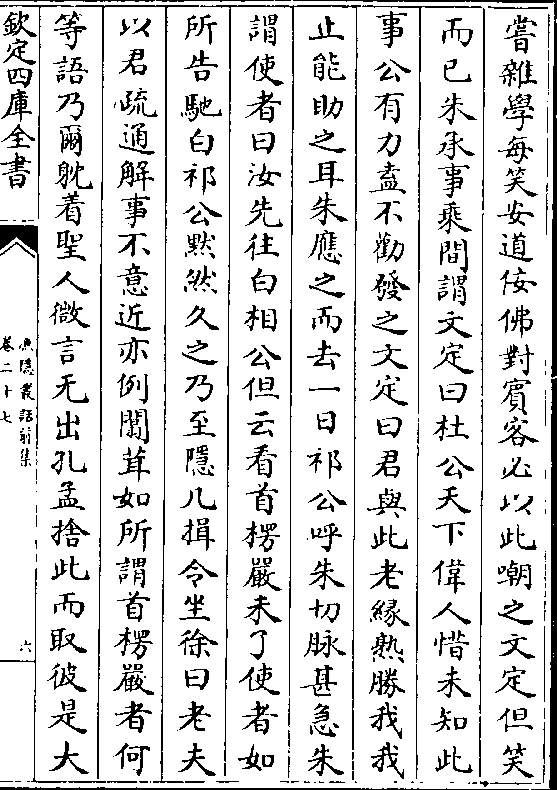 嘗雜學每笑安道佞佛對賓客必以此嘲之文定但笑
而已朱承事乘間謂文定曰杜公天下偉人惜未知此
事公有力盍不勸發之文定曰君與此老緣熟勝我我
止能助之耳朱應之而去一日祁公呼朱切脉甚急朱
謂使者曰汝先往白相公但云看首楞嚴未了使者如
所告馳白祁公黙然久之乃至隱几揖令坐徐曰老夫
以君疏通解事不意近亦例闒茸如所謂首楞嚴者何
等語乃爾躭着聖人微言无出孔孟捨此而取彼是大
欽定四庫全書
漁隱叢話前集
卷二十七
六